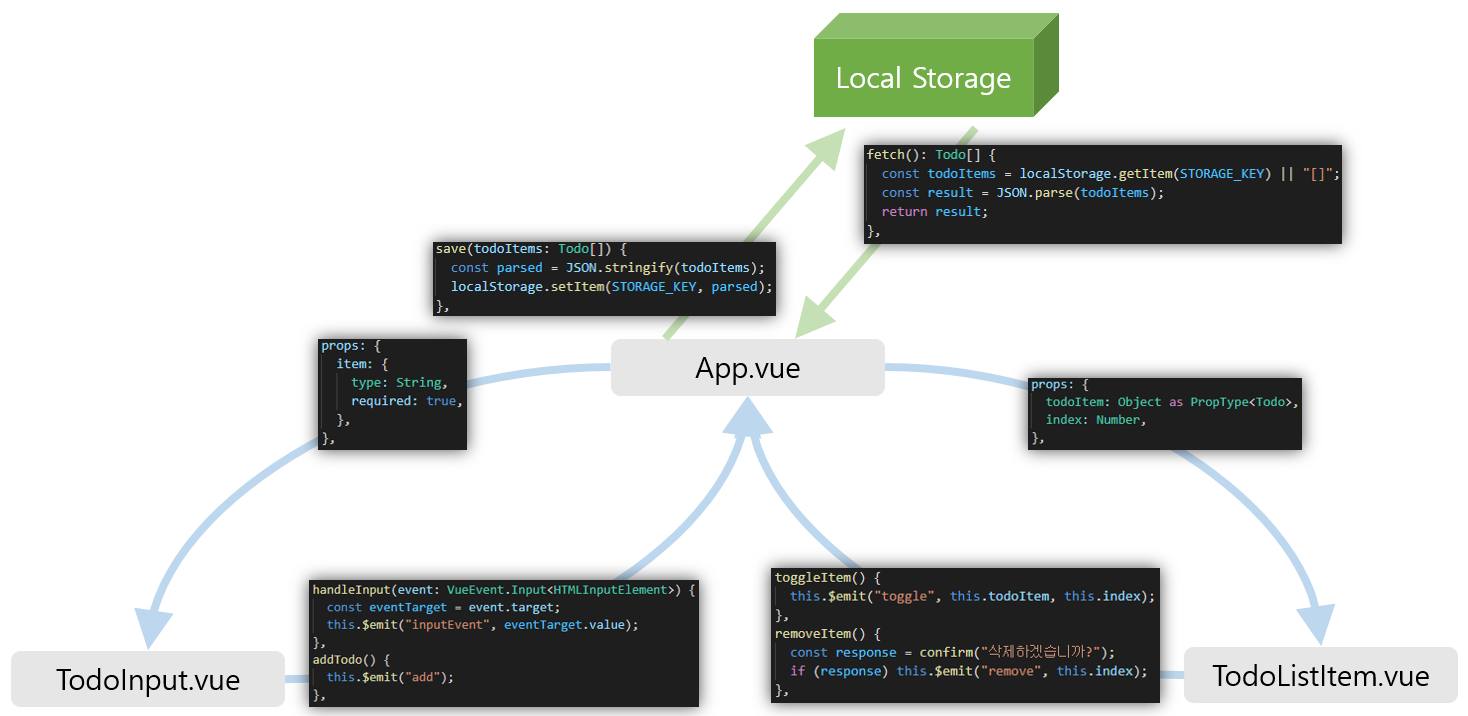 Local Storage
fetch(): Todo[] {
const todoItems = localStorage.getItem(STORAGE_KEY) || "[]";
const result = JSON.parse(todoItems);
return result;
},
save(todoItems: Todo[]) {
const parsed = JSON.stringify(todoItems);
localStorage.setItem(STORAGE_KEY, parsed);
},
props: {
item: {
type: String,
required: true,
},
},
App.vue
props: {
todoItem: Object as PropType<Todo>,
index: Number,
},
handleInput(event: VueEvent.Input<HTMLInputElement>) {
const eventTarget = event.target;
this.$emit("inputEvent", eventTarget.value);
},
addTodo() {
this.$emit("add");
},
toggleItem() {
this.$emit("toggle", this.todoItem, this.index);
},
removeItem() {
const response = confirm("삭제하겠습니까?");
if (response) this.$emit("remove", this.index);
},
TodoInput.vue
TodoListItem.vue